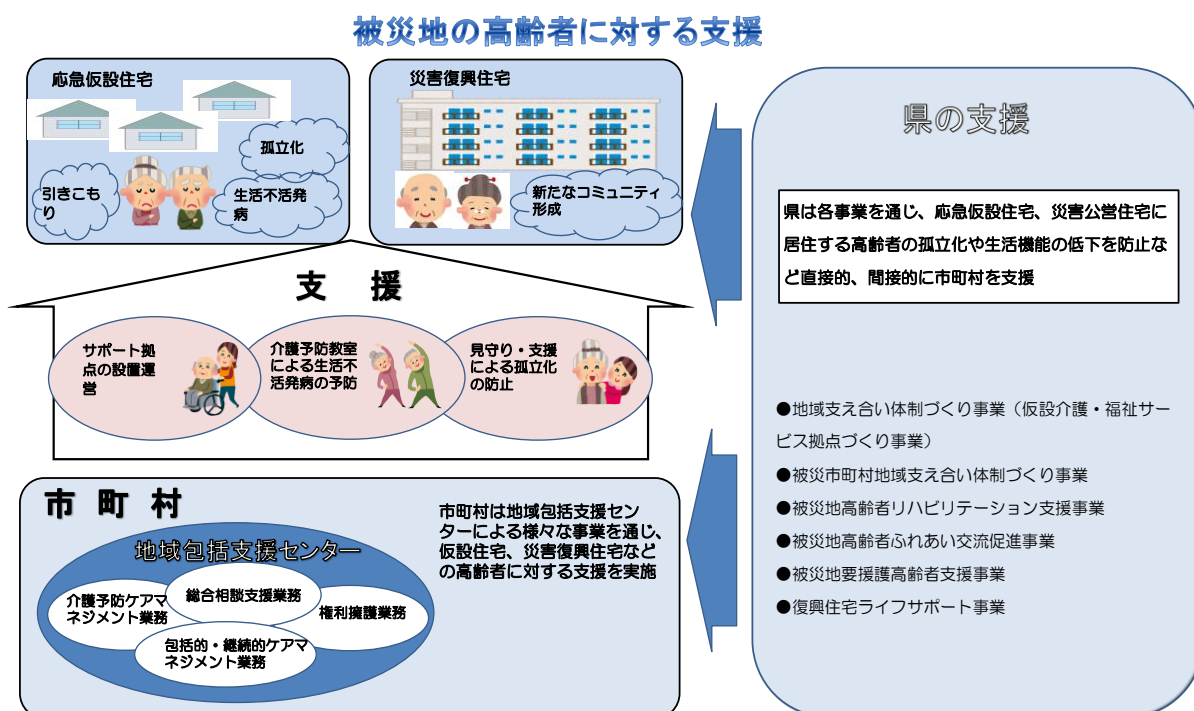 被災地の高齢者に対する支援
応急仮設住宅
孤立化
引きこも
り
生活不活発
病
災害復興住宅
新たなコミュニティ
形成
支　援
サポート拠
点の設置運
営
介護予防教室
による生活不
活発病の予防
見守り・支援
による孤立化
の防止
市　町　村
地域包括支援センター
介護予防ケアマ
ネジメント業務
総合相談支援業務
権利擁護業務
包括的・継続的ケアマ
ネジメント業務
市町村は地域包括支援セン
ターによる様々な事業を通じ、
仮設住宅、災害復興住宅など
の高齢者に対する支援を実施
県の支援
県は各事業を通じ、応急仮設住宅、災害公営住宅に
居住する高齢者の孤立化や生活機能の低下を防止な
ど直接的、間接的に市町村を支援
●地域支え合い体制づくり事業（仮設介護・福祉サー
ビス拠点づくり事業）
●被災市町村地域支え合い体制づくり事業
●被災地高齢者リハビリテーション支援事業
●被災地高齢者ふれあい交流促進事業
●被災地要援護高齢者支援事業
●復興住宅ライフサポート事業